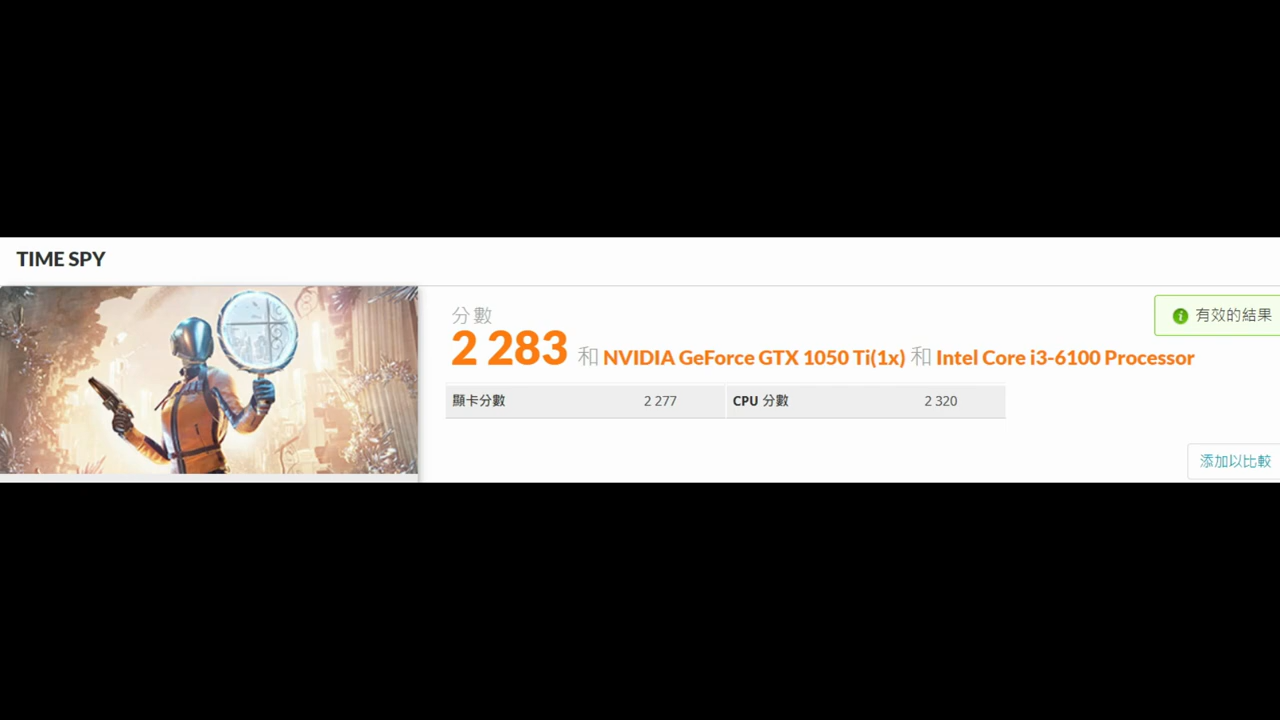 TIME SPY
分數
2 283 和 NVIDIA GeForce GTX 1050 Ti(1x) 和 Intel Core i3-6100 Processor
有效的結果
顯卡分數 2 277 CPU 分數 2 320
添加以比較